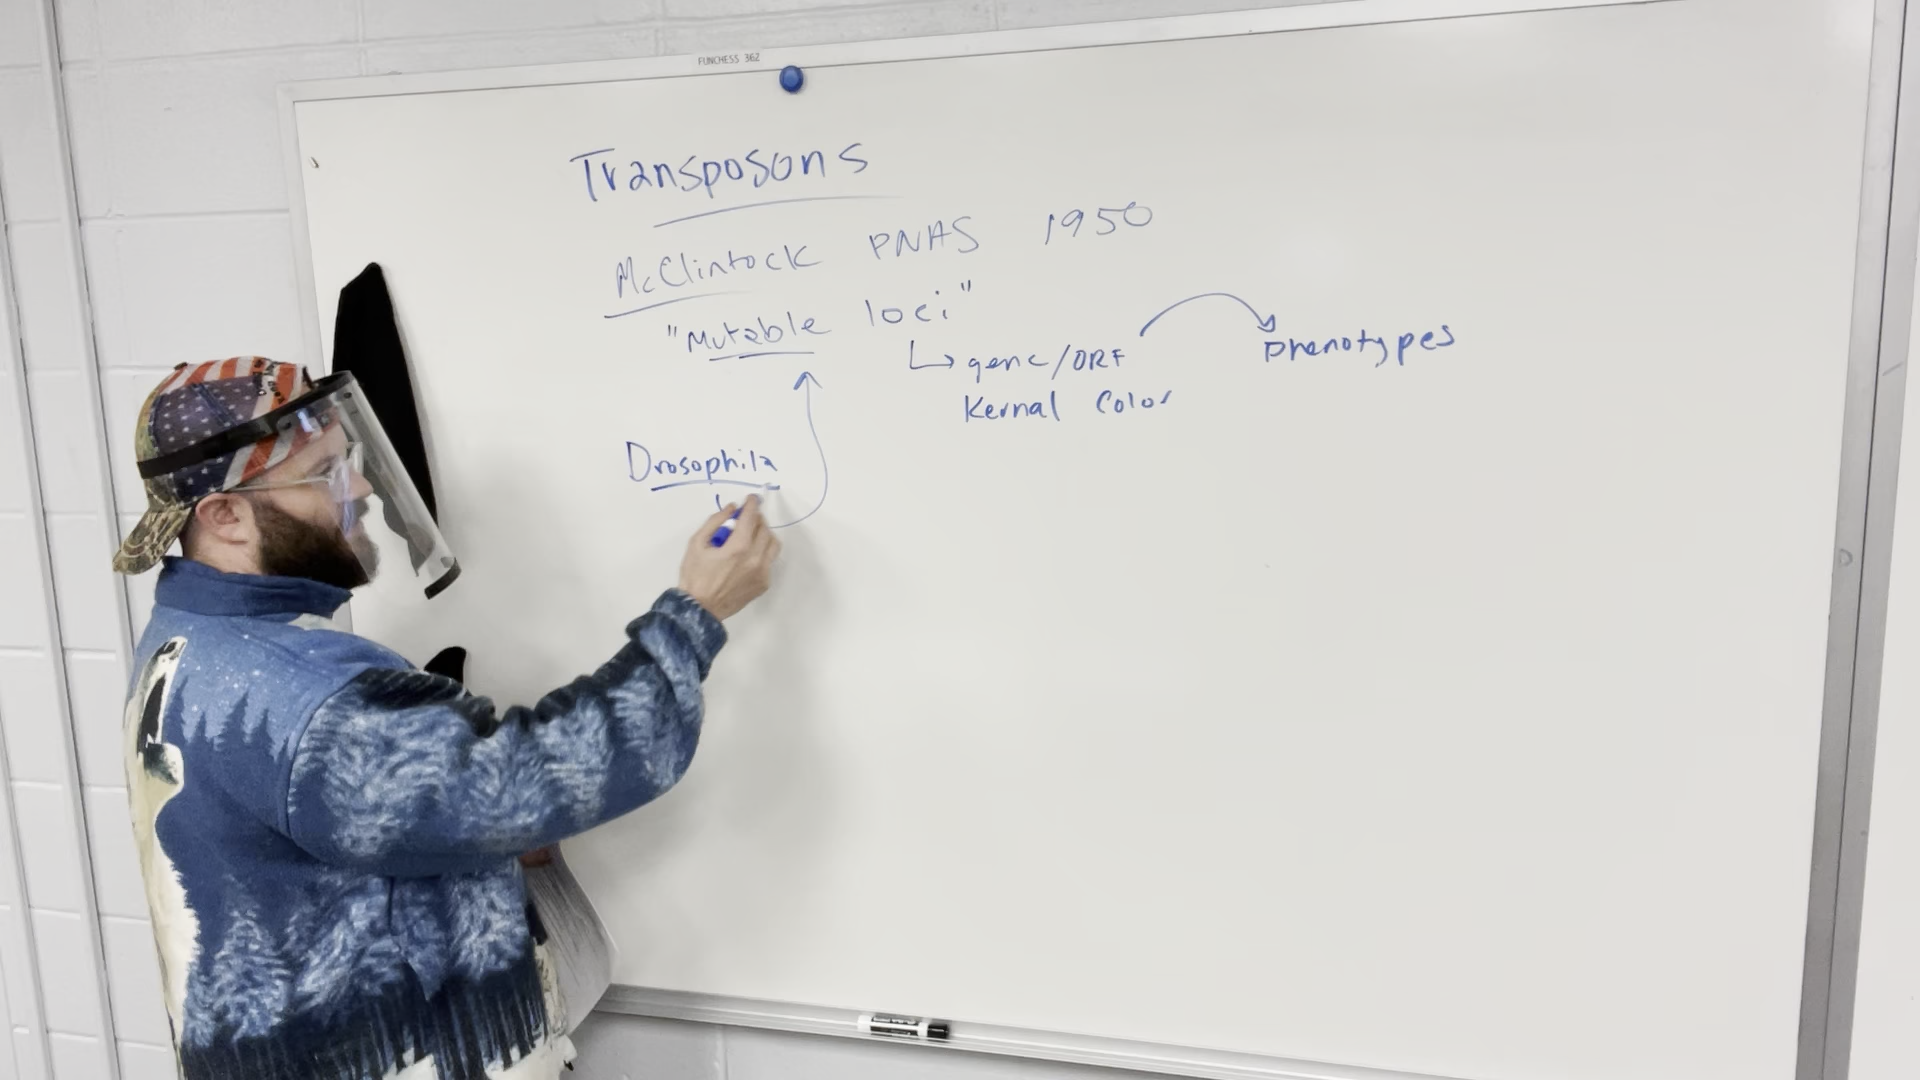 FUNCHESS 362
Transposons
McClintock PNAS 1950
"Mutable loci"
gene/ORF
Phenotypes
Kernal Color
Drosophila